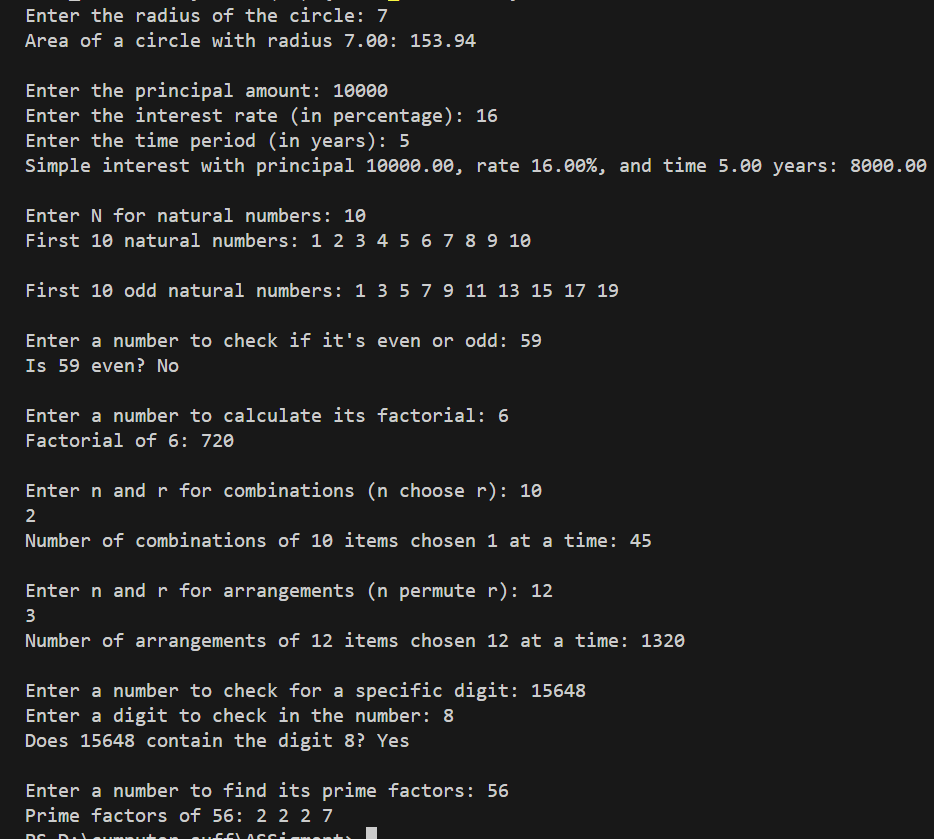 Enter the radius of the circle: 7
Area of a circle with radius 7.00: 153.94
Enter the principal amount: 10000
Enter the interest rate (in percentage): 16
Enter the time period (in years): 5
Simple interest with principal 10000.00, rate 16.00%, and time 5.00 years: 8000.00
Enter N for natural numbers: 10
First 10 natural numbers: 1 2 3 4 5 6 7 8 9 10
First 10 odd natural numbers: 1 3 5 7 9 11 13 15 17 19
Enter a number to check if it's even or odd: 59
Is 59 even? No
Enter a number to calculate its factorial: 6
Factorial of 6: 720
Enter n and r for combinations (n choose r): 10
2
Number of combinations of 10 items chosen 1 at a time: 45
Enter n and r for arrangements (n permute r): 12
3
Number of arrangements of 12 items chosen 12 at a time: 1320
Enter a number to check for a specific digit: 15648
Enter a digit to check in the number: 8
Does 15648 contain the digit 8? Yes
Enter a number to find its prime factors: 56
Prime factors of 56: 2 2 2 7